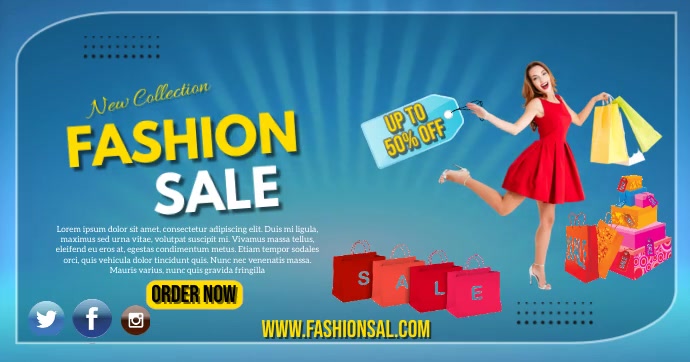 New Collection
FASHION
SALE
Lorem ipsum dolor sit amet, consectetur adipiscing elit. Duis mi ligula,
maximus sed urna vitae, volutpat suscipit mi. Vivamus massa tellus,
eleifend eu eros at, egestas condimentum metus. Etiam tempor sodales
orci, quis vehicula dolor tincidunt quis. Nunc nec venenatis massa.
Mauris varius, nunc quis gravida fringilla
ORDER NOW
UP TO
50% OFF
S A L E
SALE
WWW.FASHIONSAL.COM